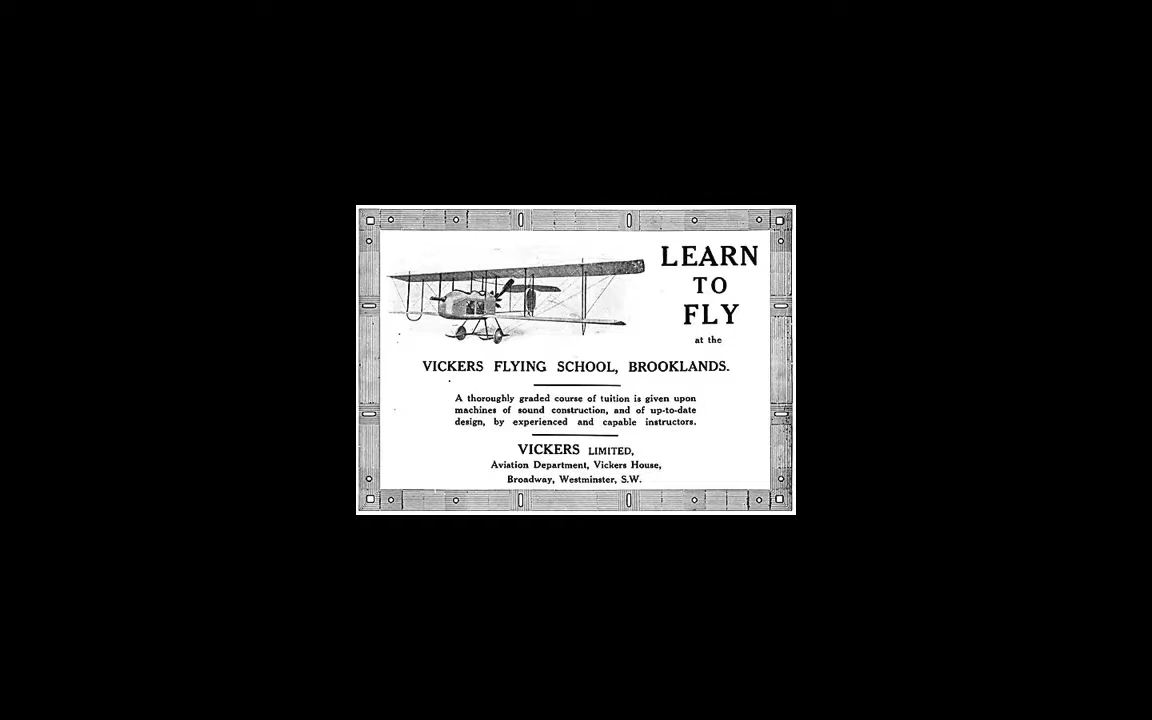 LEARN
TO
FLY
at the
VICKERS FLYING SCHOOL, BROOKLANDS.
A thoroughly graded course of tuition is given upon
machines of sound construction, and of up-to-date
design, by experienced and capable instructors.
VICKERS LIMITED,
Aviation Department, Vickers House,
Broadway, Westminster, S.W.